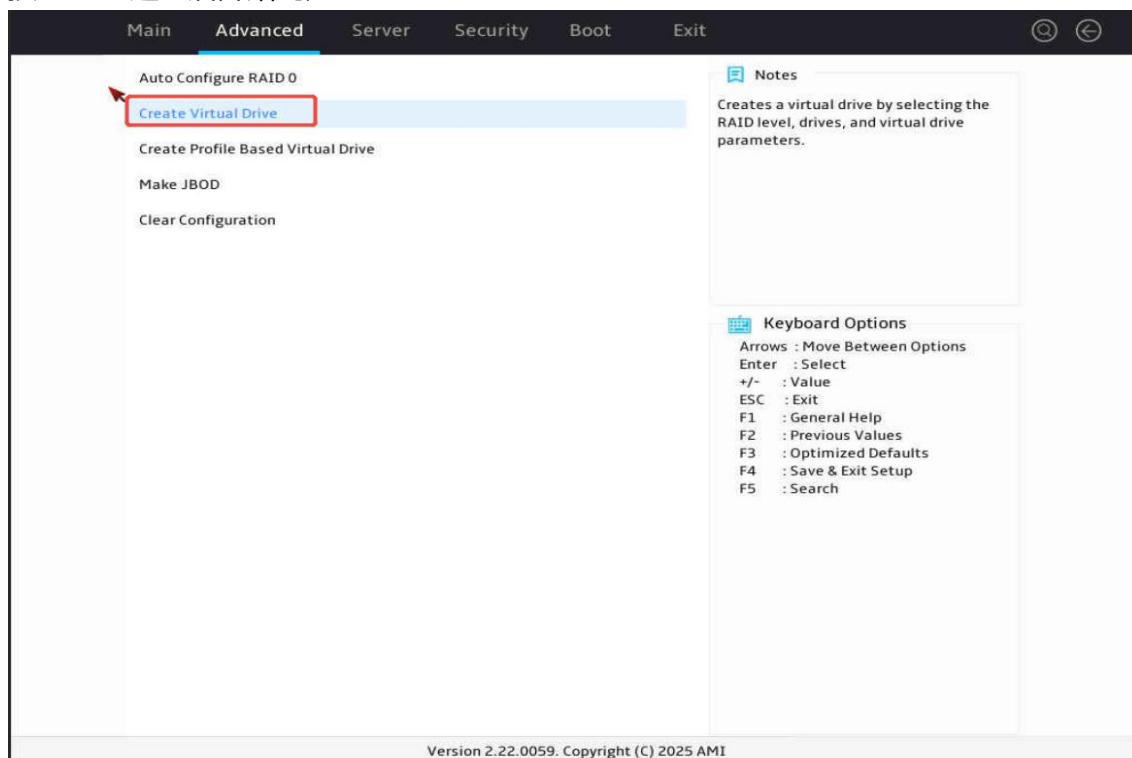 Main Advanced Server Security Boot Exit
Auto Configure RAID 0
Create Virtual Drive
Create Profile Based Virtual Drive
Make JBOD
Clear Configuration
Notes
Creates a virtual drive by selecting the
RAID level, drives, and virtual drive
parameters.
Keyboard Options
Arrows : Move Between Options
Enter : Select
+/- : Value
ESC : Exit
F1 : General Help
F2 : Previous Values
F3 : Optimized Defaults
F4 : Save & Exit Setup
F5 : Search
Version 2.22.0059. Copyright (C) 2025 AMI